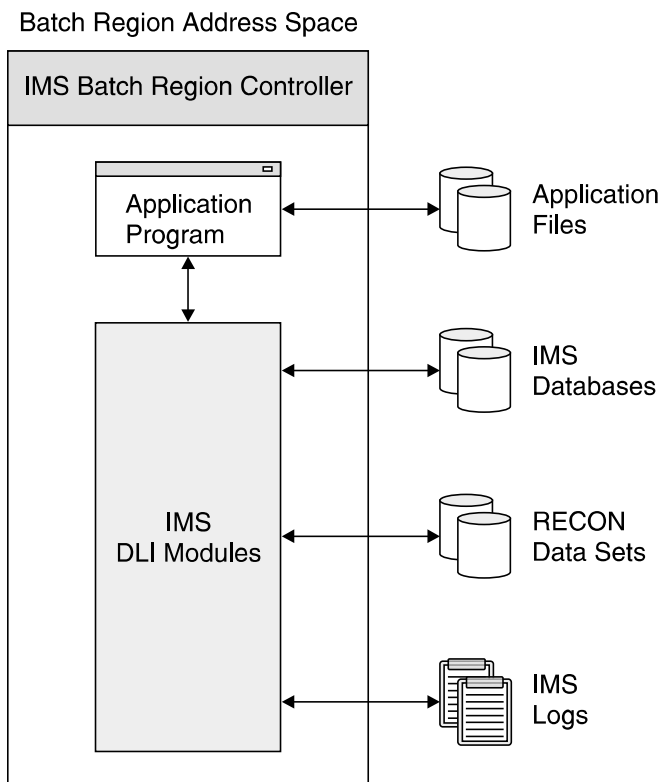 Batch Region Address Space
IMS Batch Region Controller
Application
Program
Application
Files
IMS
Databases
IMS
DLI Modules
RECON
Data Sets
IMS
Logs